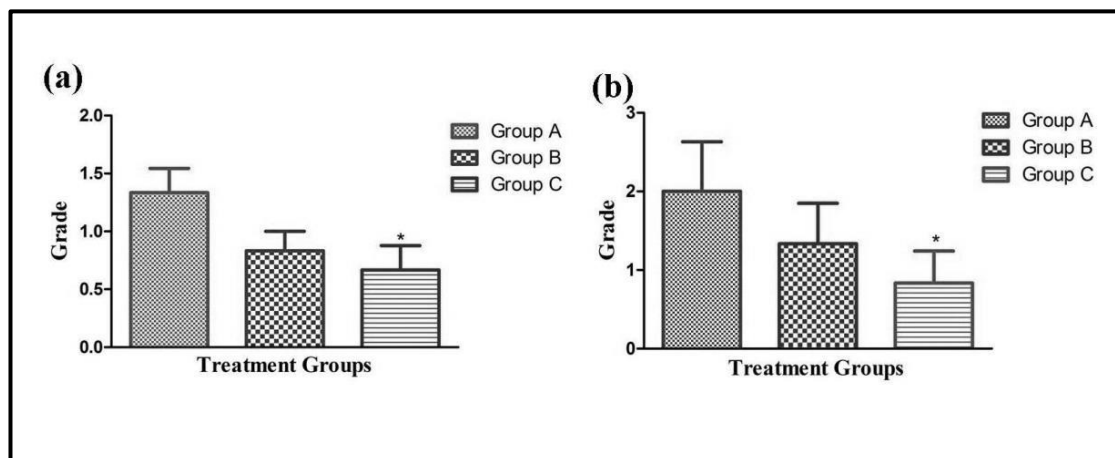 (a)
2.0
1.5
1.0
0.5
0.0
Grade
*
Treatment Groups
Group A
Group B
Group C
(b)
3
2
1
0
Grade
*
Treatment Groups
Group A
Group B
Group C